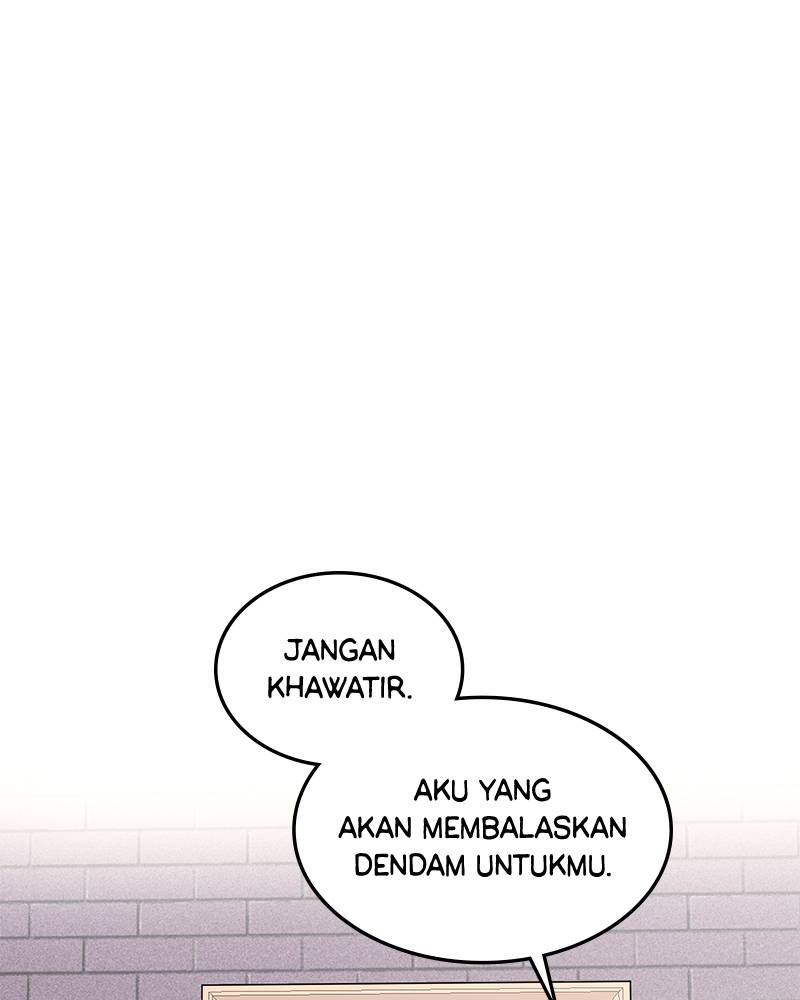 JANGAN
KHAWATIR.
AKU YANG
AKAN MEMBALASKAN
DENDAM UNTUKMU.